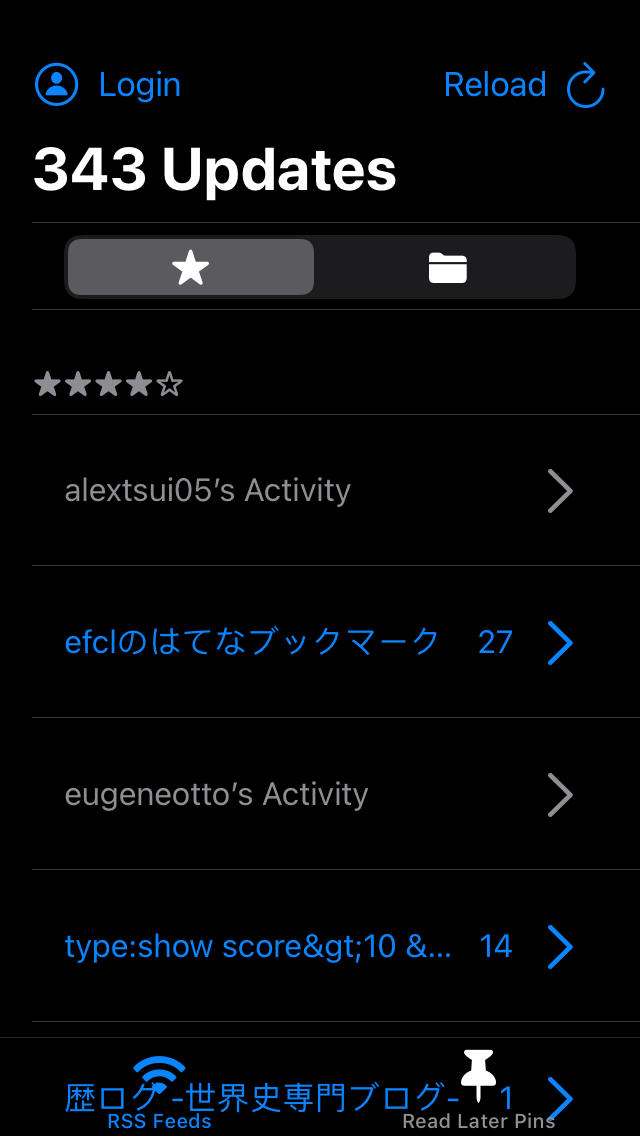 Login
Reload
343 Updates
alextsui05’s Activity
efclのはてなブックマーク 27
eugeneotto’s Activity
type:show score&gt;10 &... 14
歴ログ -世界史専門ブログ- 1
RSS Feeds
Read Later Pins